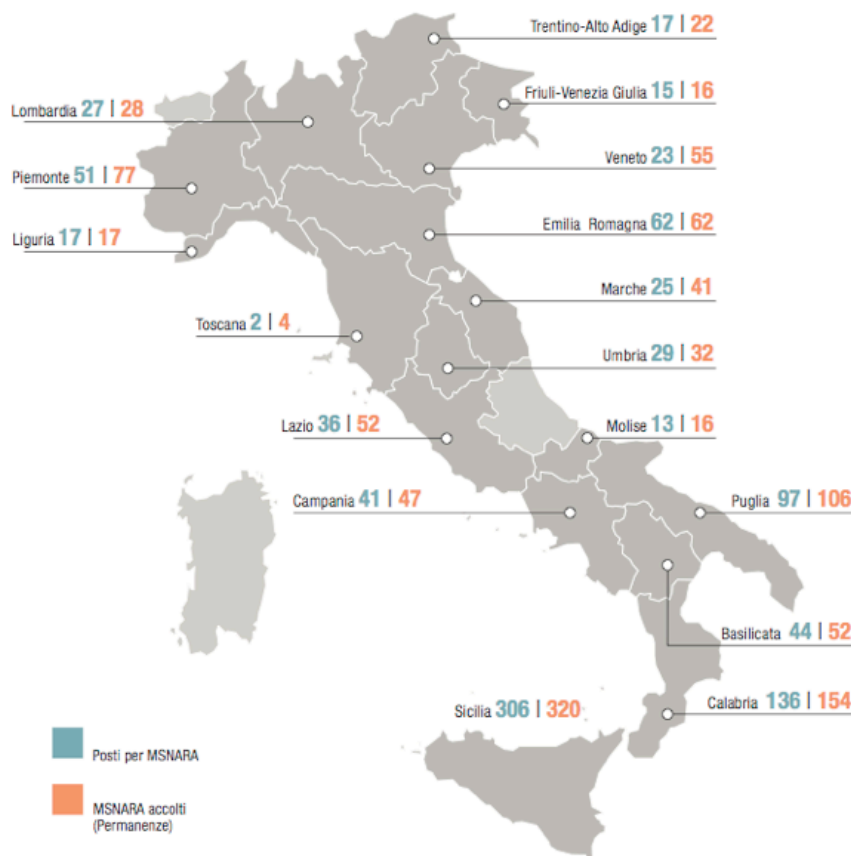 Trentino-Alto Adige 17 | 22
Friuli-Venezia Giulia 15 | 16
Lombardia 27 | 28
Veneto 23 | 55
Piemonte 51 | 77
Emilia Romagna 62 | 62
Liguria 17 | 17
Marche 25 | 41
Toscana 2 | 4
Umbria 29 | 32
Lazio 36 | 52
Molise 13 | 16
Campania 41 | 47
Puglia 97 | 106
Basilicata 44 | 52
Sicilia 306 | 320
Calabria 136 | 154
Posti per MSNARA
MSNARA accolti
(Permanenze)